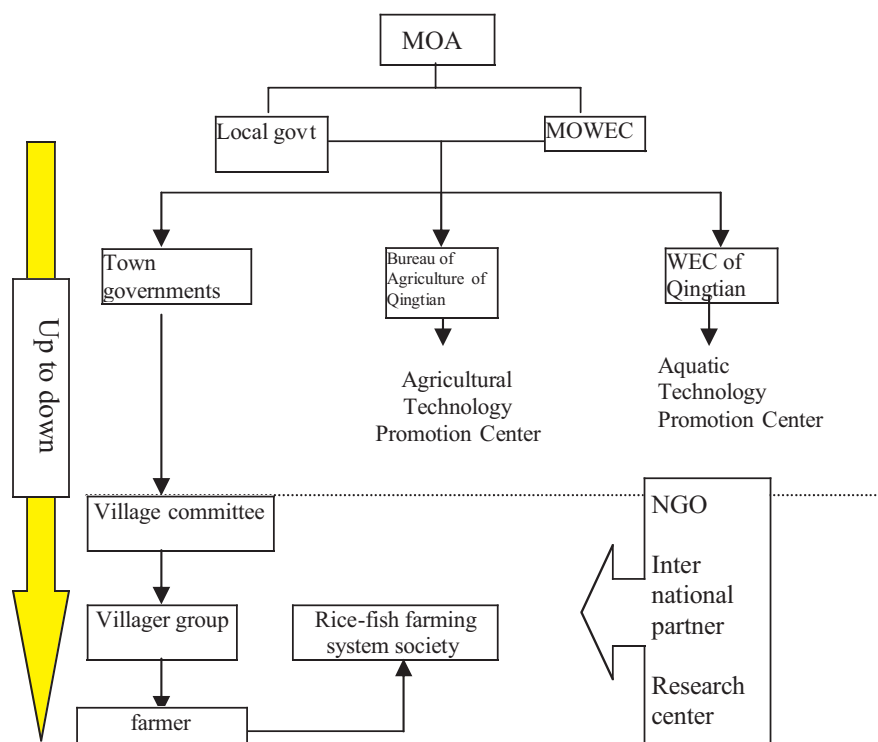 MOA
Local govt
MOWEC
Town
governments
Bureau of
Agriculture of
Qingtian
WEC of
Qingtian
Up to down
Agricultural
Technology
Promotion Center
Aquatic
Technology
Promotion Center
Village committee
NGO
Inter
national
partner
Research
center
Villager group
Rice-fish farming
system society
farmer